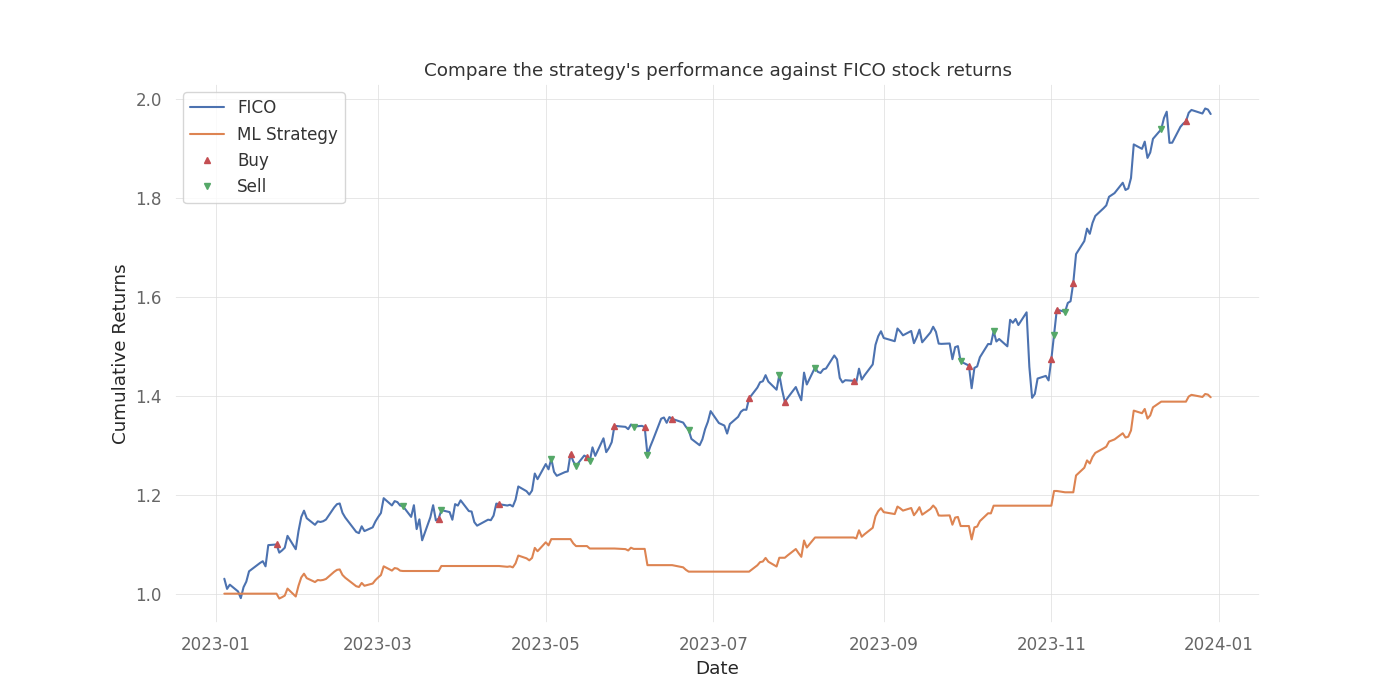 Compare the strategy's performance against FICO stock returns
FICO
ML Strategy
Buy
Sell
Cumulative Returns
2.0
1.8
1.6
1.4
1.2
1.0
2023-01 2023-03 2023-05 2023-07 2023-09 2023-11 2024-01
Date